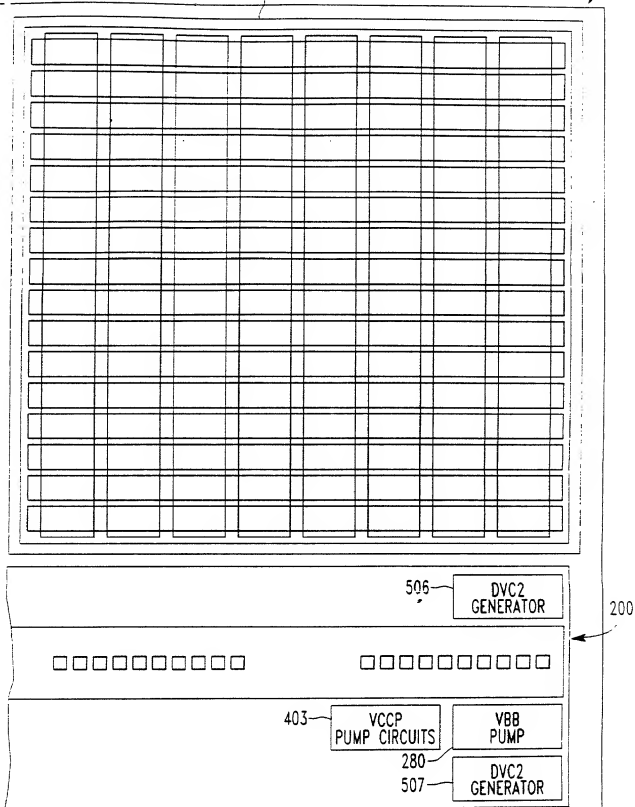 506
DVC2
GENERATOR
200
403
VCCP
PUMP CIRCUITS
VBB
PUMP
280
507
DVC2
GENERATOR